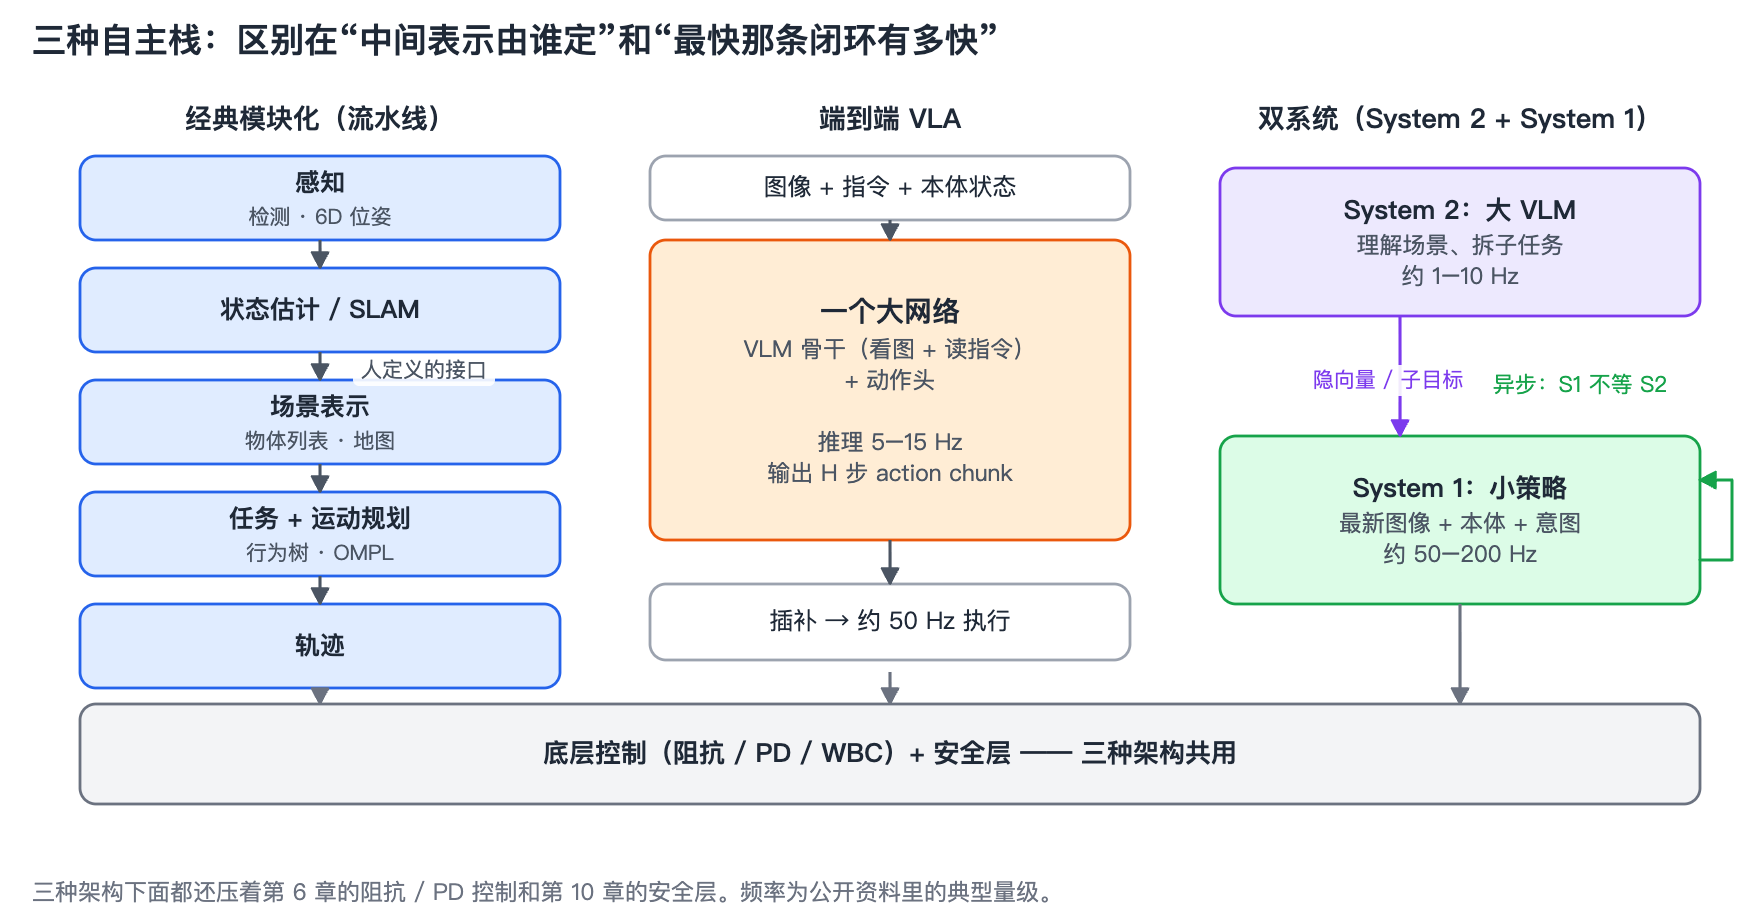 三种自主栈：区别在“中间表示由谁定”和“最快那条闭环有多快”
经典模块化（流水线）
感知
检测 · 6D 位姿
状态估计 / SLAM
人定义的接口
场景表示
物体列表 · 地图
任务 + 运动规划
行为树 · OMPL
轨迹
端到端 VLA
图像 + 指令 + 本体状态
一个大网络
VLM 骨干（看图 + 读指令）
+ 动作头
推理 5–15 Hz
输出 H 步 action chunk
插补 → 约 50 Hz 执行
双系统（System 2 + System 1）
System 2：大 VLM
理解场景、拆子任务
约 1–10 Hz
隐向量 / 子目标
异步：S1 不等 S2
System 1：小策略
最新图像 + 本体 + 意图
约 50–200 Hz
底层控制（阻抗 / PD / WBC）+ 安全层 —— 三种架构共用
三种架构下面都还压着第 6 章的阻抗 / PD 控制和第 10 章的安全层。频率为公开资料里的典型量级。